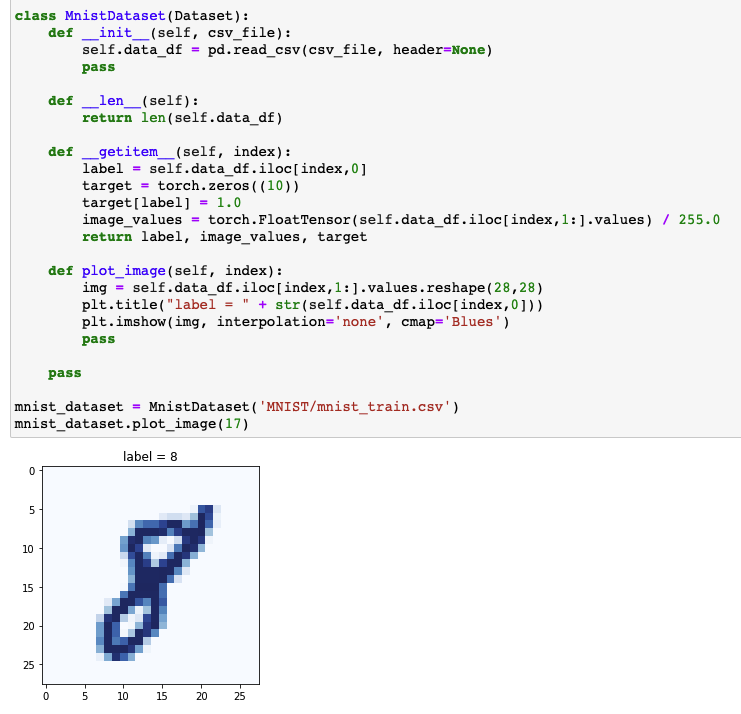 class MnistDataset(Dataset):
    def __init__(self, csv_file):
        self.data_df = pd.read_csv(csv_file, header=None)
        pass

    def __len__(self):
        return len(self.data_df)

    def __getitem__(self, index):
        label = self.data_df.iloc[index,0]
        target = torch.zeros((10))
        target[label] = 1.0
        image_values = torch.FloatTensor(self.data_df.iloc[index,1:].values) / 255.0
        return label, image_values, target

    def plot_image(self, index):
        img = self.data_df.iloc[index,1:].values.reshape(28,28)
        plt.title("label = " + str(self.data_df.iloc[index,0]))
        plt.imshow(img, interpolation='none', cmap='Blues')
        pass

    pass

mnist_dataset = MnistDataset('MNIST/mnist_train.csv')
mnist_dataset.plot_image(17)
label = 8
0
5
10
15
20
25
0 5 10 15 20 25